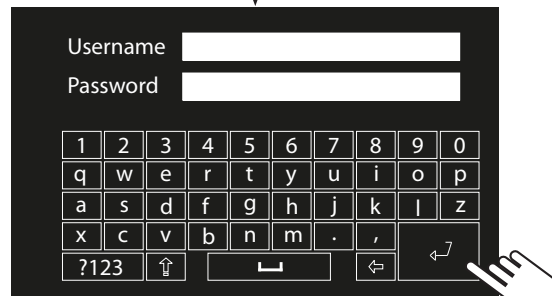 Username
Password
1 2 3 4 5 6 7 8 9 0
q w e r t y u i o p
a s d f g h j k l z
x c v b n m . ,
?123